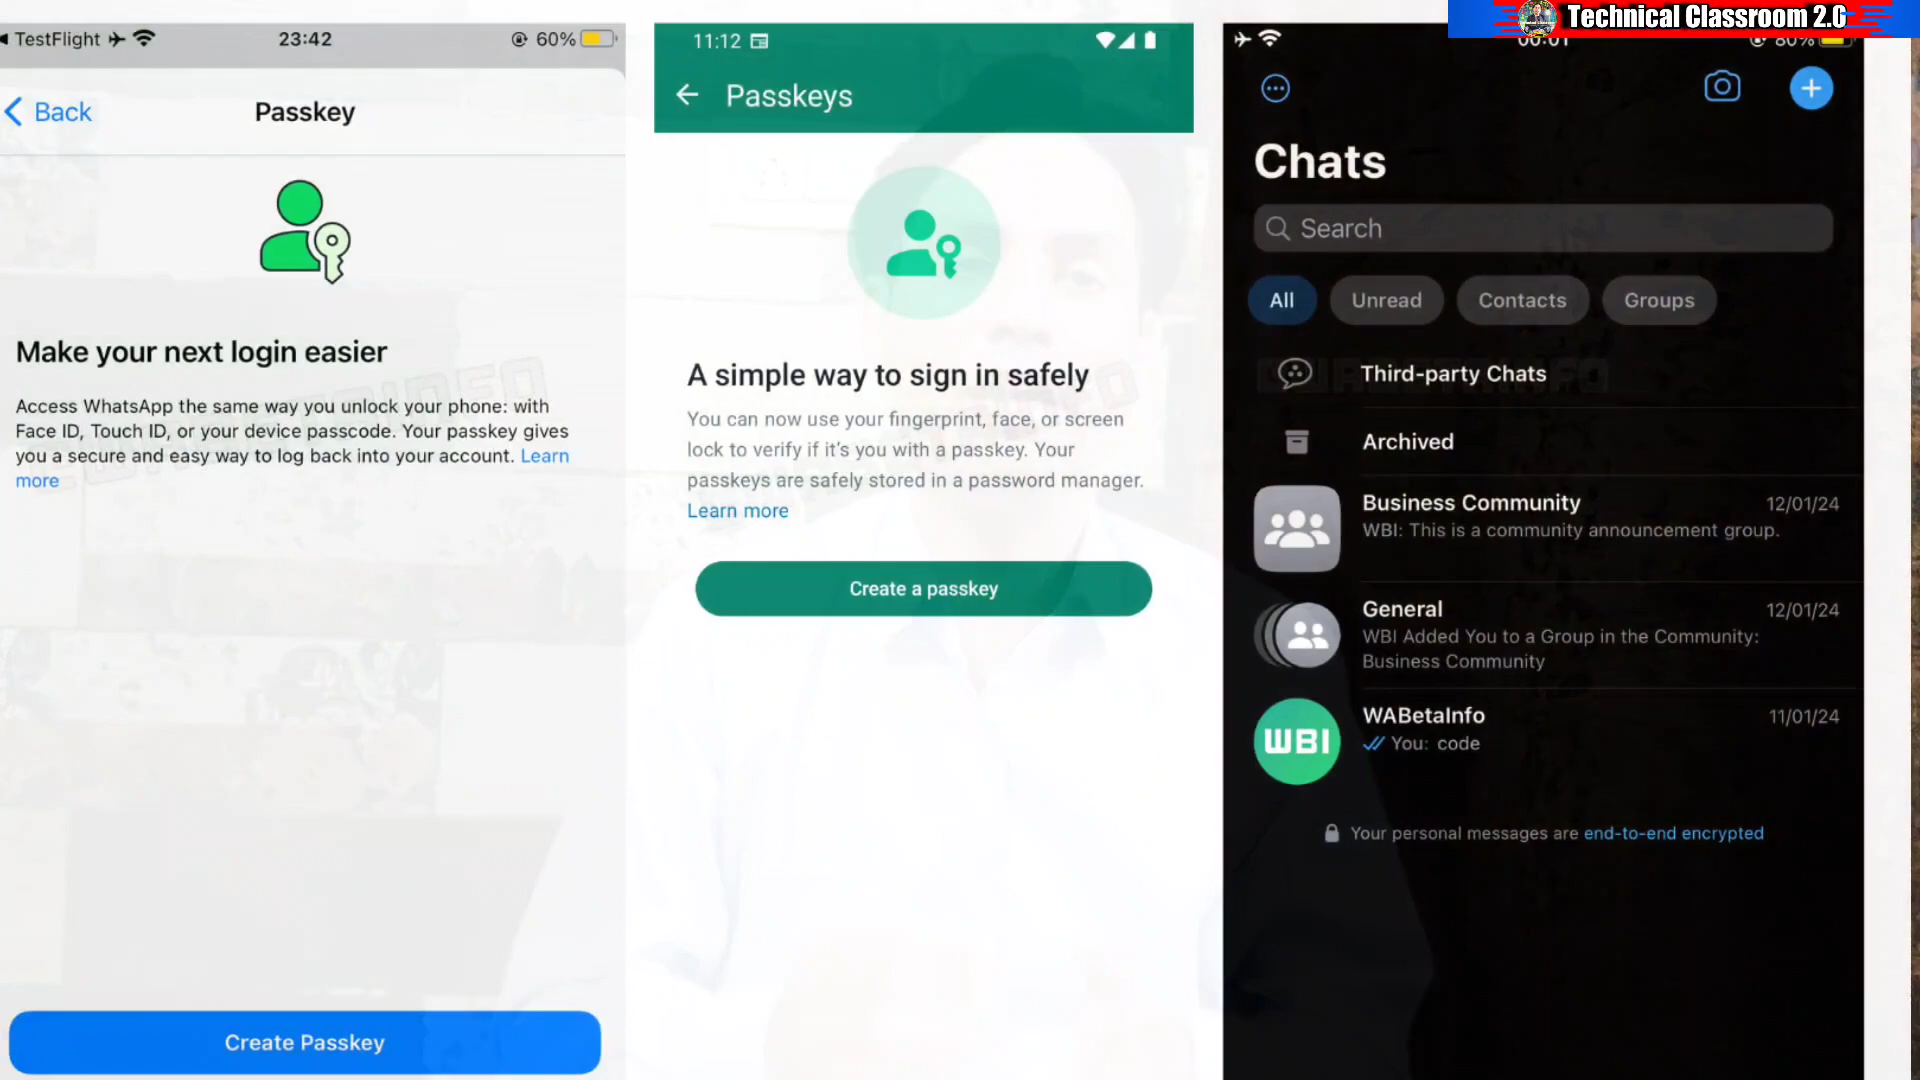 Technical Classroom 2.0
TestFlight
23:42
60%
Back
Passkey
Make your next login easier
Access WhatsApp the same way you unlock your phone: with
Face ID, Touch ID, or your device passcode. Your passkey gives
you a secure and easy way to log back into your account. Learn
more
Create Passkey
11:12
Passkeys
A simple way to sign in safely
You can now use your fingerprint, face, or screen
lock to verify if it's you with a passkey. Your
passkeys are safely stored in a password manager.
Learn more
Create a passkey
00:01
80%
Chats
Search
All
Unread
Contacts
Groups
Third-party Chats
Archived
Business Community
12/01/24
WBI: This is a community announcement group.
General
12/01/24
WBI Added You to a Group in the Community:
Business Community
WBI
WABetaInfo
11/01/24
You: code
Your personal messages are end-to-end encrypted